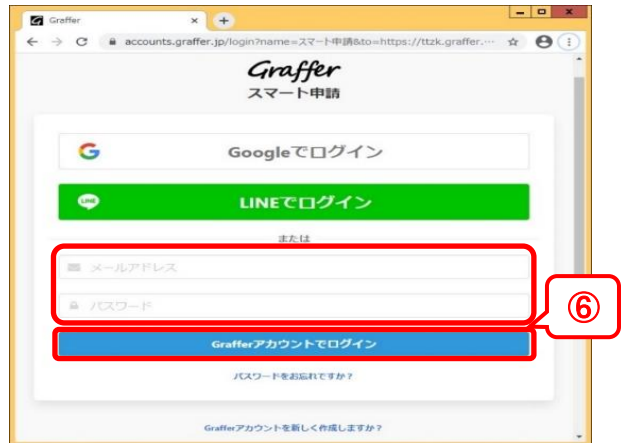 Graffer
accounts.graffer.jp/login?name=スマート申請&to=https://ttzk.graffer.…
Graffer
スマート申請
Googleでログイン
LINE
LINEでログイン
または
メールアドレス
パスワード
⑥
Grafferアカウントでログイン
パスワードをお忘れですか?
Grafferアカウントを新しく作成しますか?